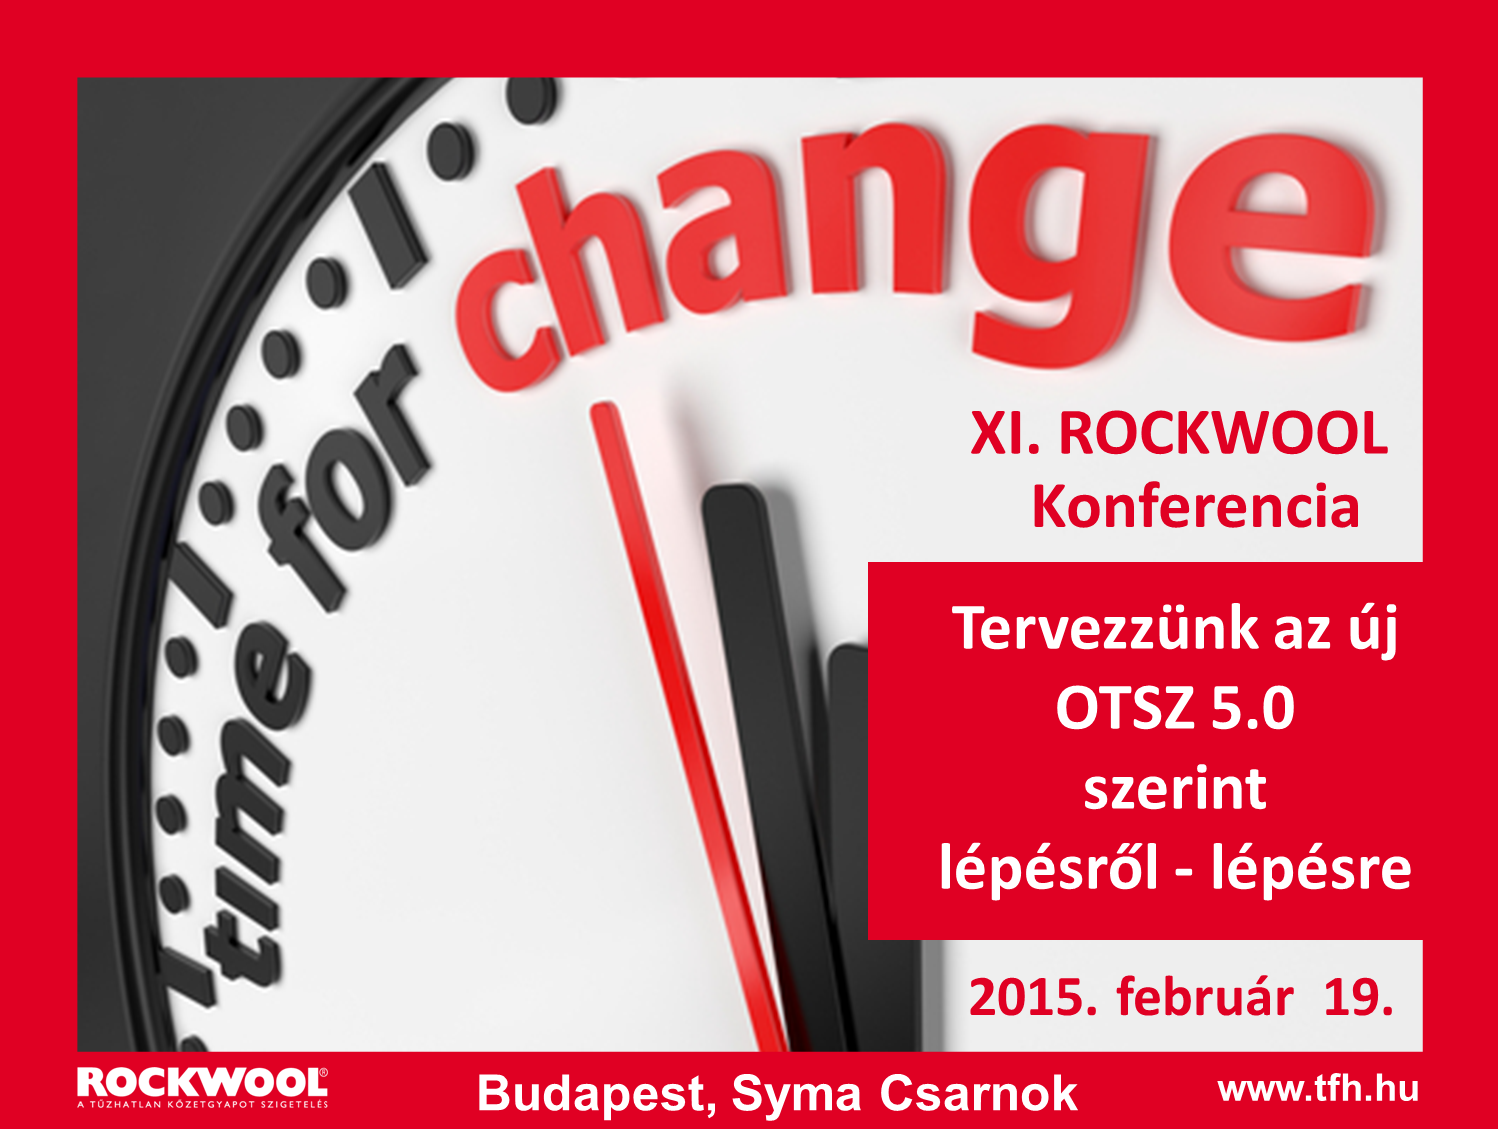 time for change
XI. ROCKWOOL
Konferencia
Tervezzünk az új
OTSZ 5.0
szerint
lépésről - lépésre
2015. február 19.
ROCKWOOL®
A TŰZHATLAN KŐZETGYAPOT SZIGETELÉS
Budapest, Syma Csarnok
www.tfh.hu